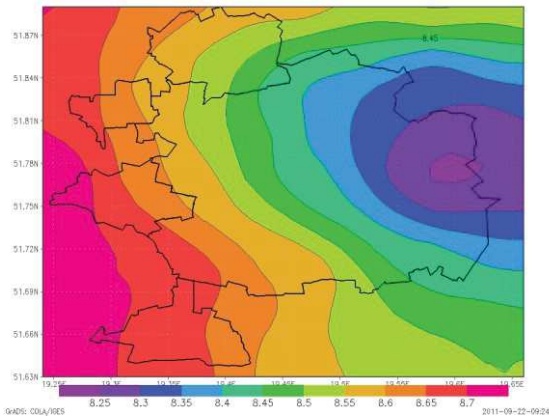 51.87N
8.45
51.84N
51.81N
51.78N
51.75N
51.72N
51.69N
51.66N
51.63N
19.25E 19.3E 19.35E 19.4E 19.45E 19.5E 19.55E 19.6E 19.65E
8.25 8.3 8.35 8.4 8.45 8.5 8.55 8.6 8.65 8.7
GrADS: COLA/IGES 2011-09-22-09:24